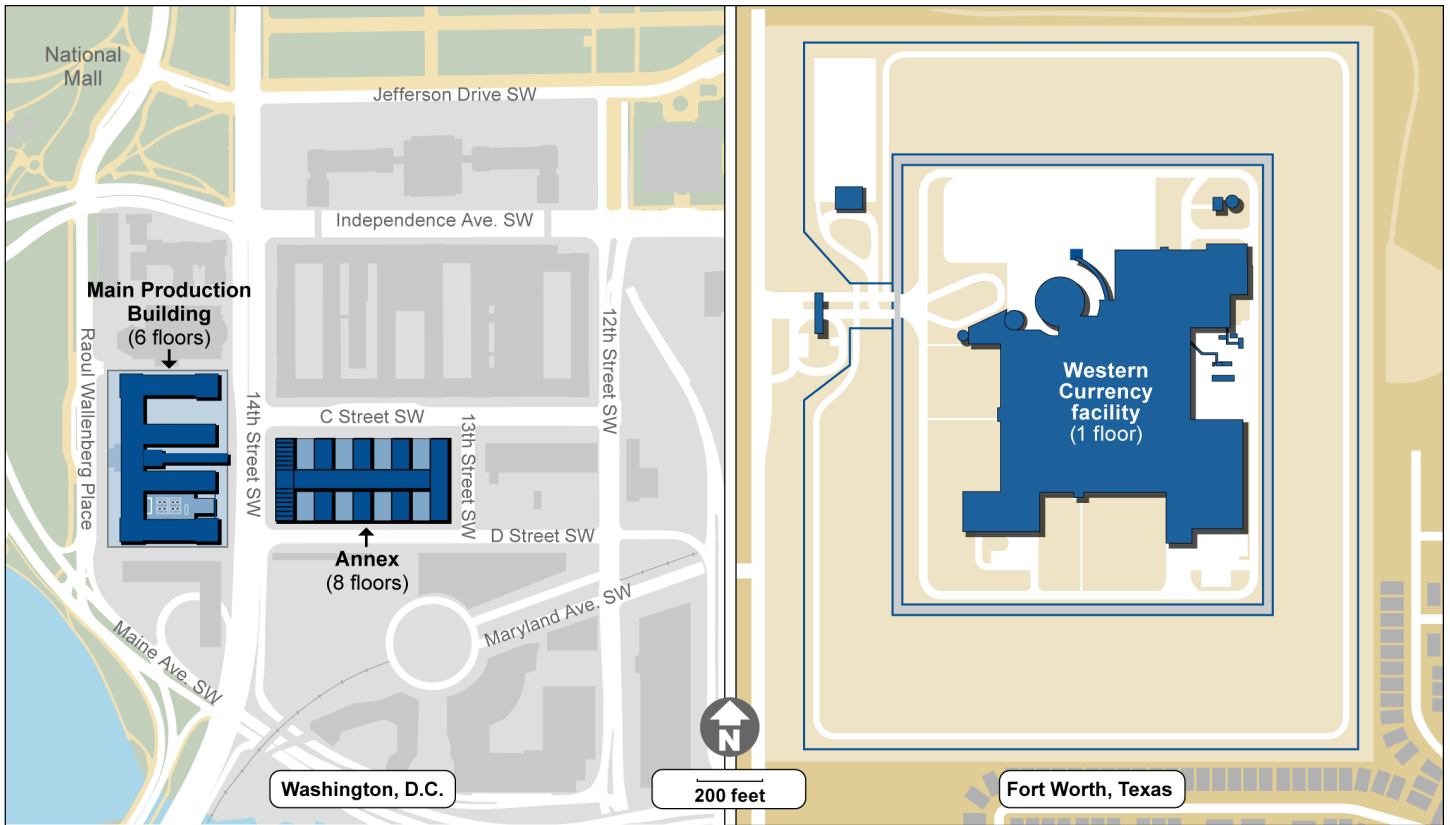 National
Mall
Jefferson Drive SW
Independence Ave. SW
Main Production
Building
(6 floors)
Raoul Wallenberg Place
14th Street SW
12th Street SW
C Street SW
13th Street SW
D Street SW
Annex
(8 floors)
Maryland Ave. SW
Maine Ave. SW
Washington, D.C.
N
200 feet
Western
Currency
facility
(1 floor)
Fort Worth, Texas